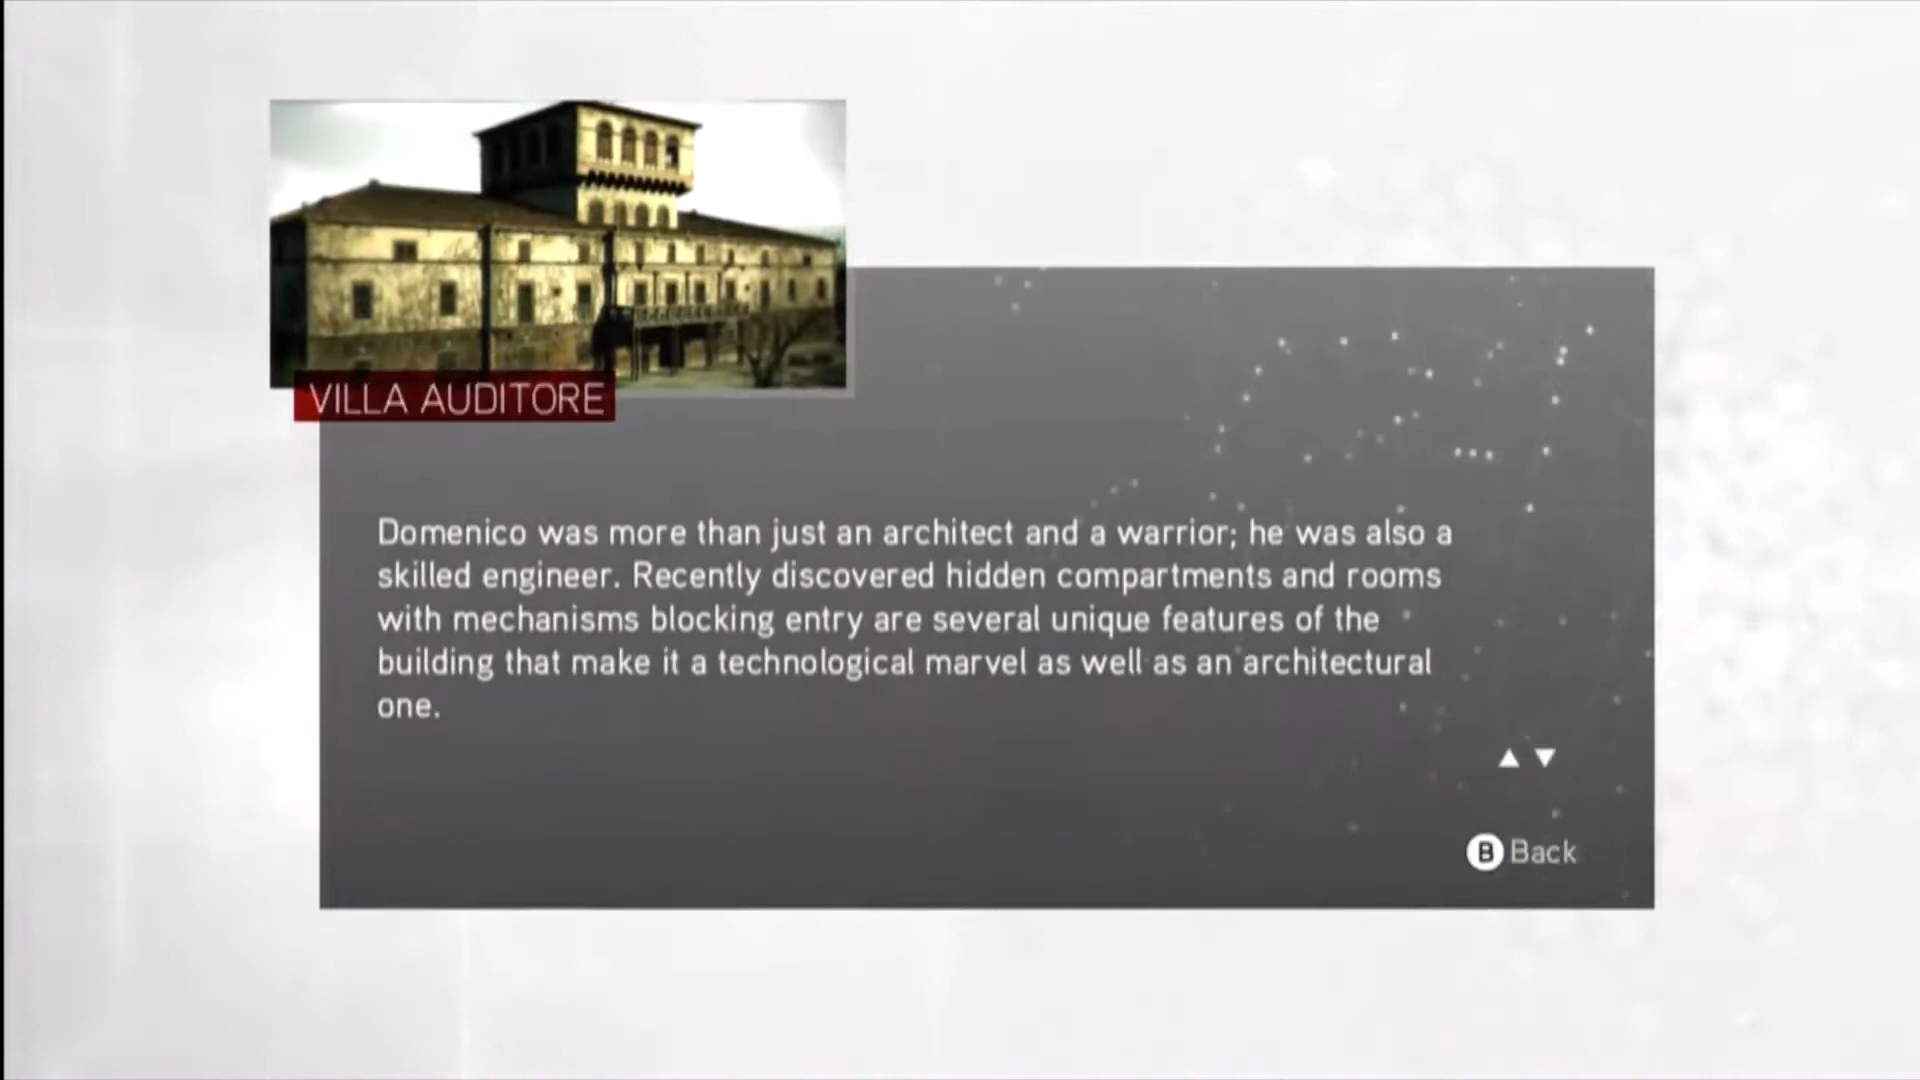 VILLA AUDITORE
Domenico was more than just an architect and a warrior; he was also a
skilled engineer. Recently discovered hidden compartments and rooms
with mechanisms blocking entry are several unique features of the
building that make it a technological marvel as well as an architectural
one.
B Back